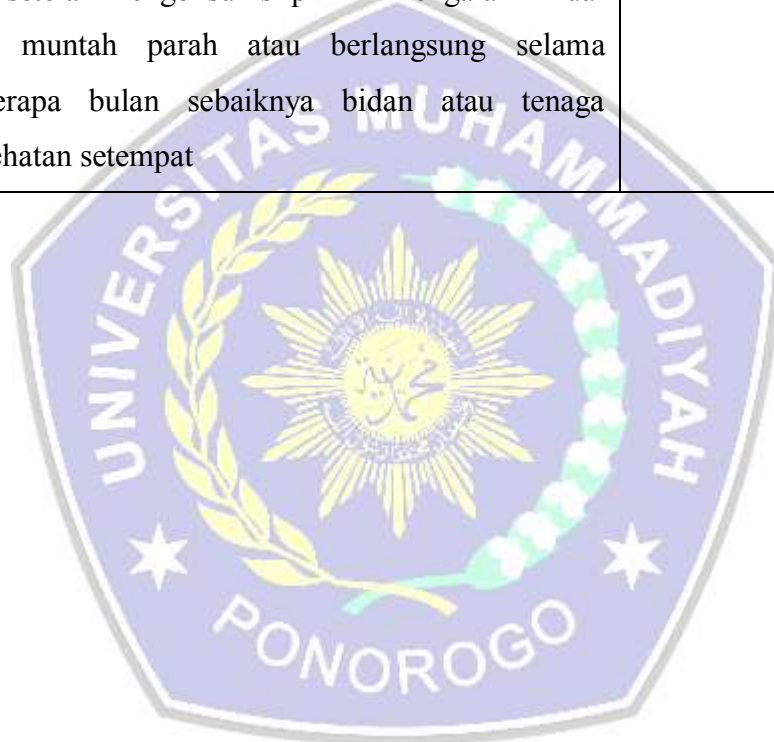 muntah parah atau berlangsung selama
erapa bulan sebaiknya bidan atau tenaga
ehatan setempat
UNIVERSITAS MUHAMMADIYAH
PONOROGO